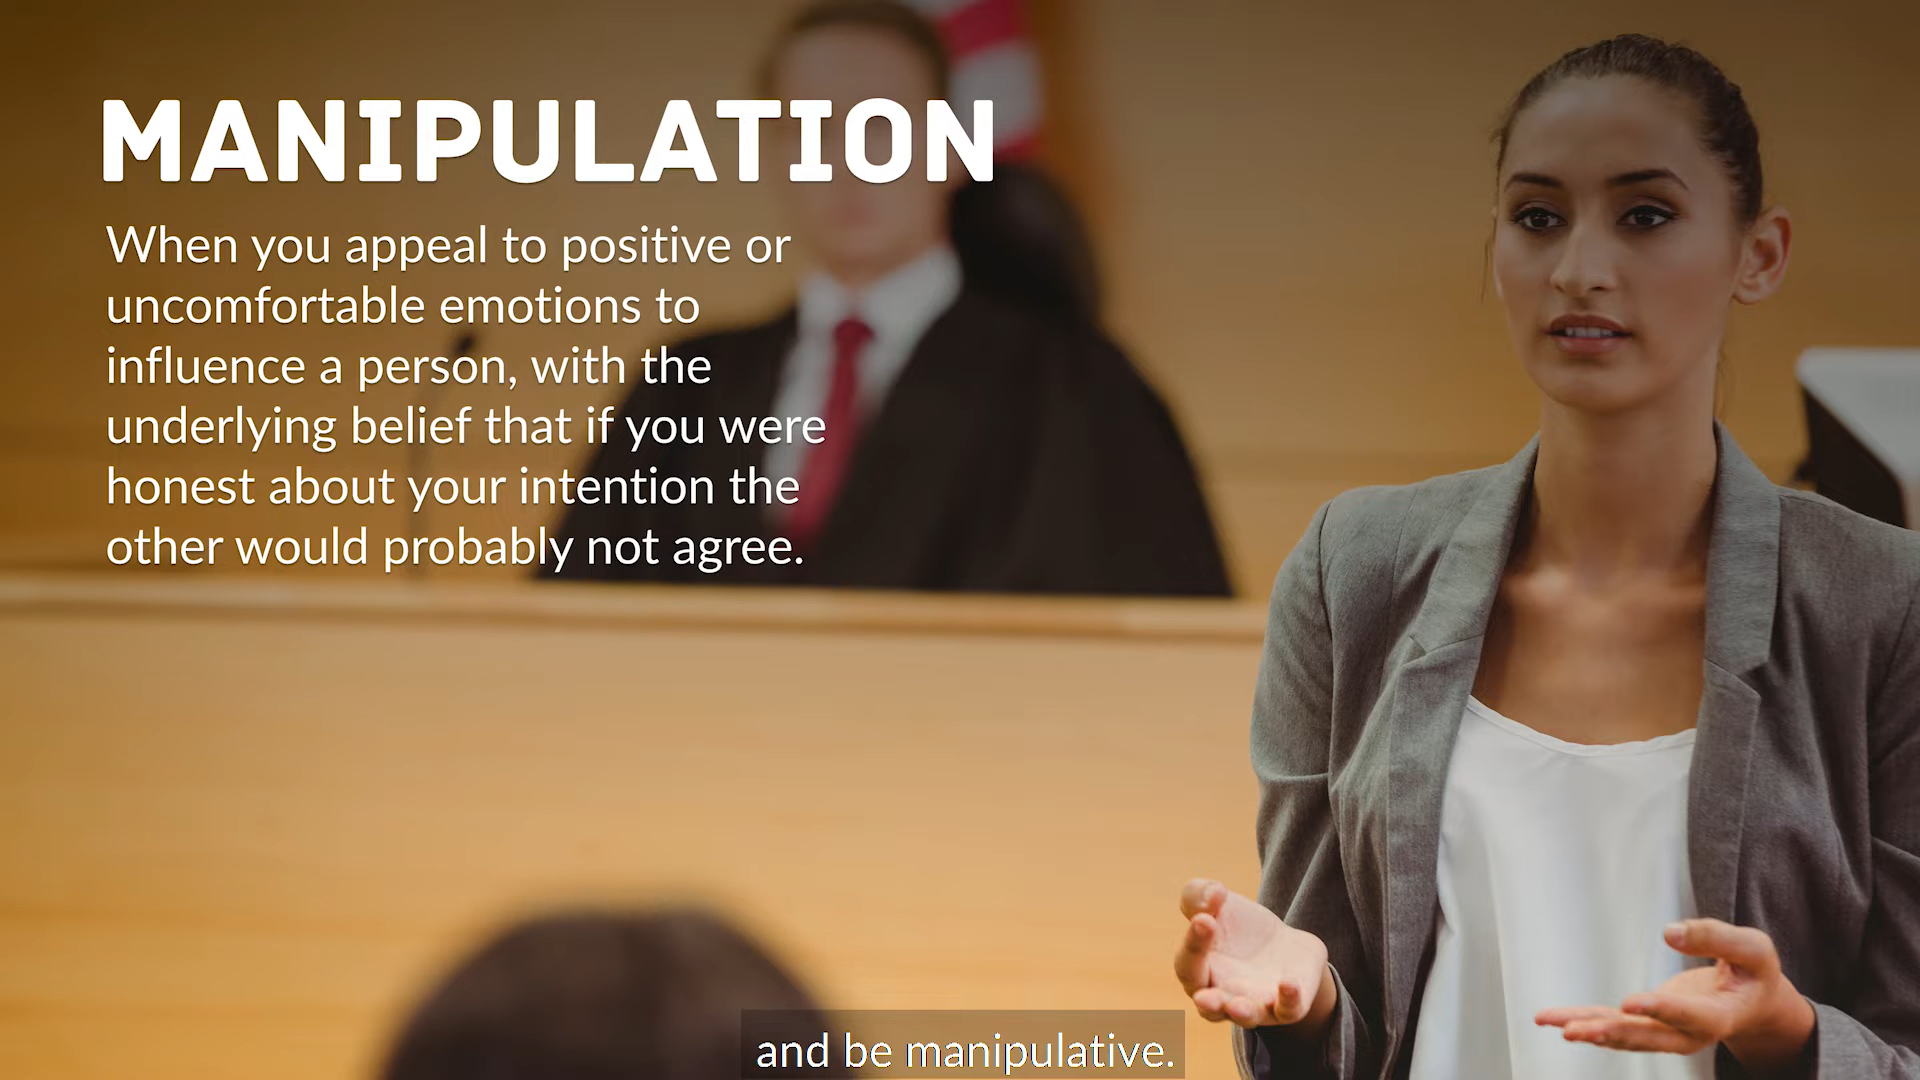 MANIPULATION
When you appeal to positive or
uncomfortable emotions to
influence a person, with the
underlying belief that if you were
honest about your intention the
other would probably not agree.
and be manipulative.